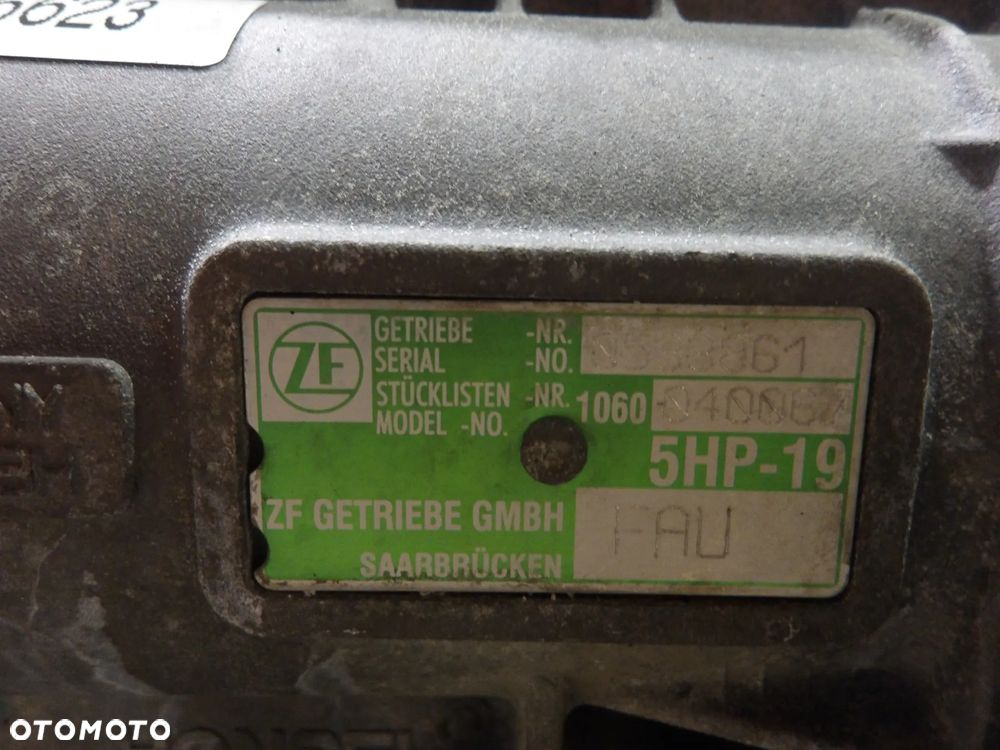 ZF
GETRIEBE -NR.
SERIAL -NO.
STÜCKLISTEN -NR. 1060
MODEL -NO.
5HP-19
ZF GETRIEBE GMBH FAU
SAARBRÜCKEN
OTOMOTO